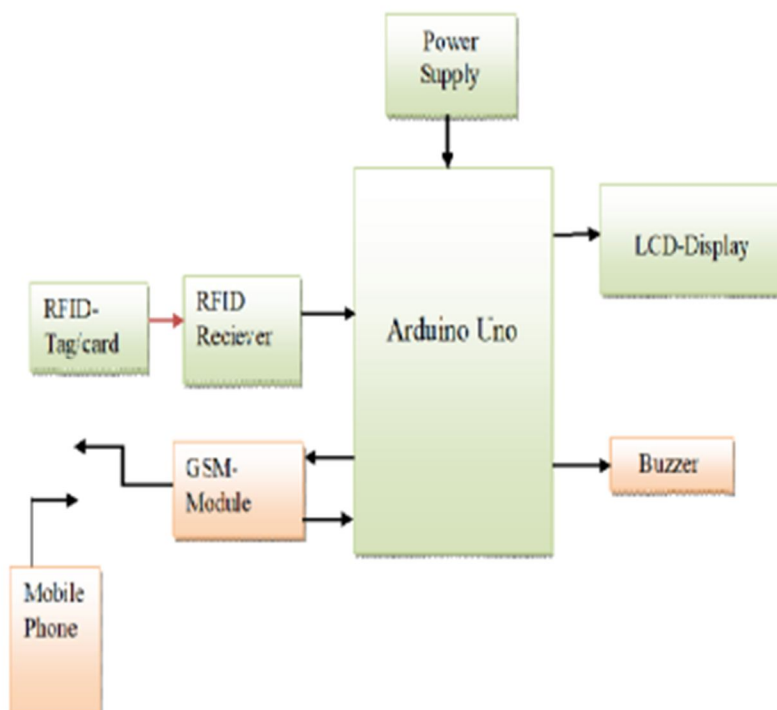 Power
Supply
LCD-Display
RFID-
Tag/card
RFID
Reciever
Arduino Uno
GSM-
Module
Buzzer
Mobile
Phone